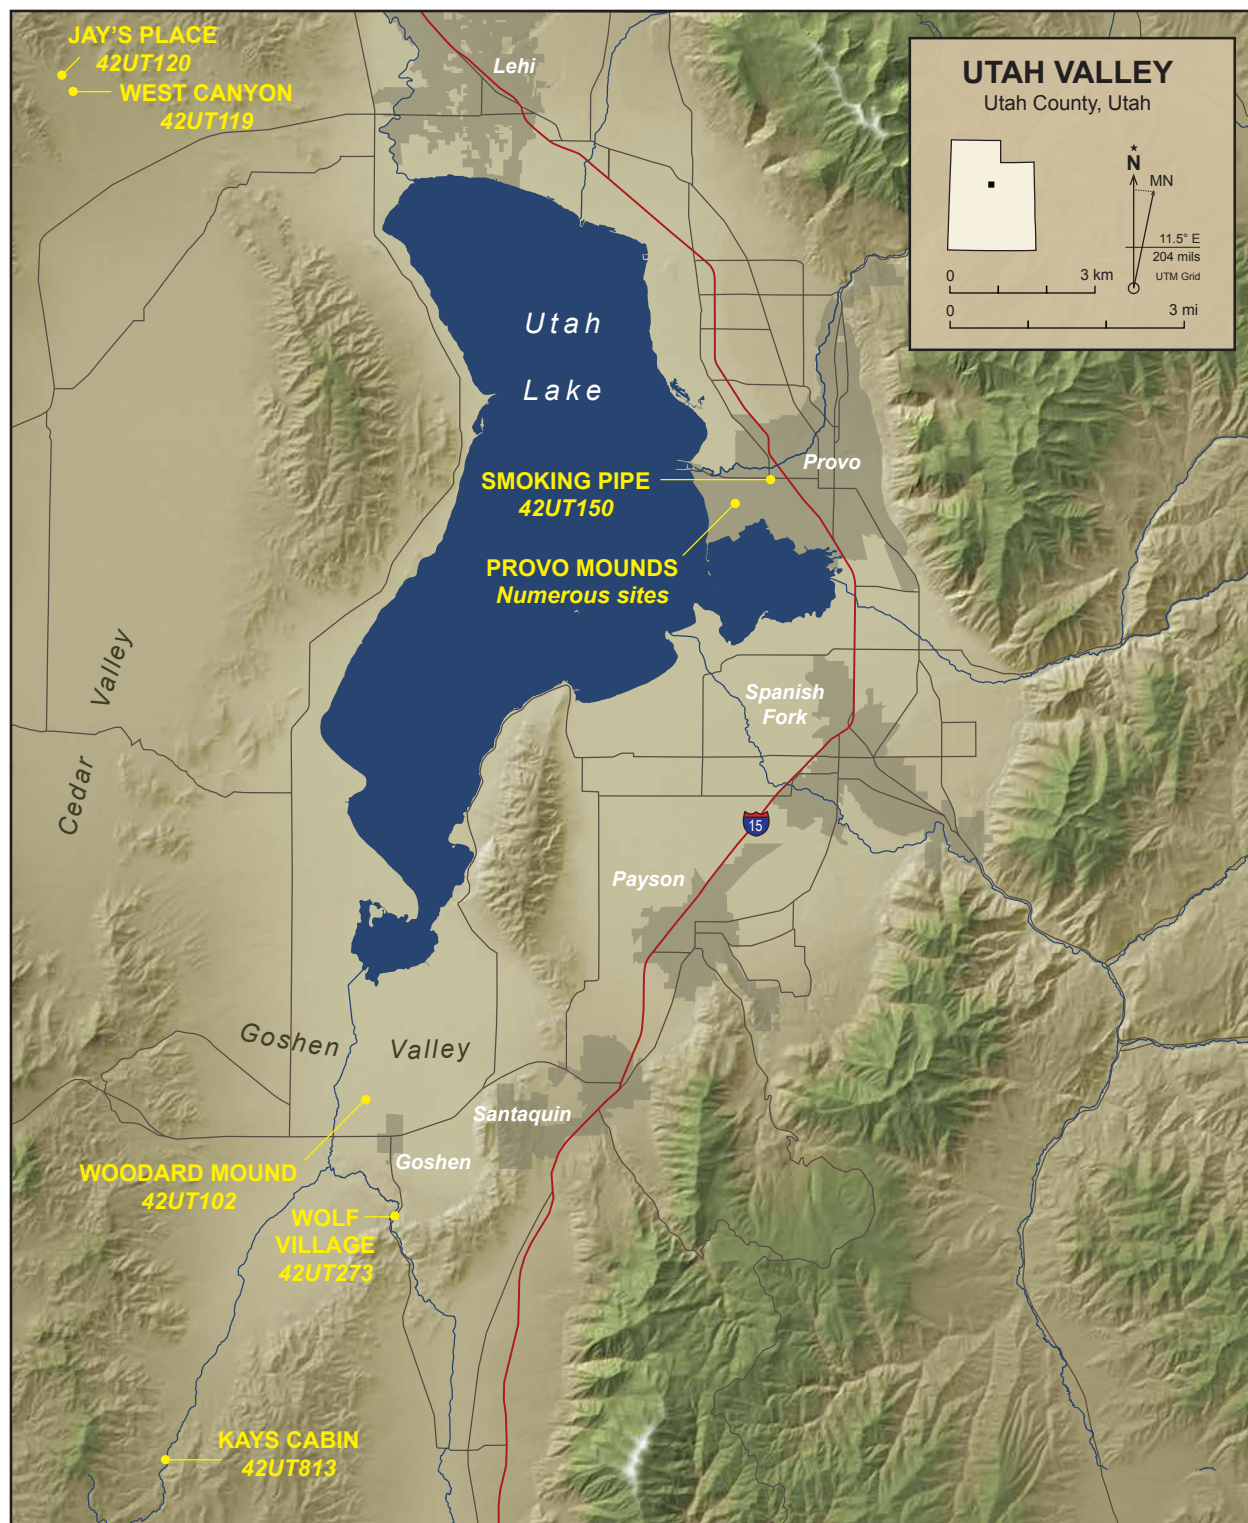 JAY'S PLACE
42UT120
WEST CANYON
42UT119
Lehi
UTAH VALLEY
Utah County, Utah
N
MN
11.5° E
204 mils
UTM Grid
0
3 km
0
3 mi
Utah
Lake
Provo
SMOKING PIPE
42UT150
PROVO MOUNDS
Numerous sites
Cedar Valley
Spanish
Fork
15
Payson
Goshen Valley
Santaquin
Goshen
WOODARD MOUND
42UT102
WOLF
VILLAGE
42UT273
KAYS CABIN
42UT813